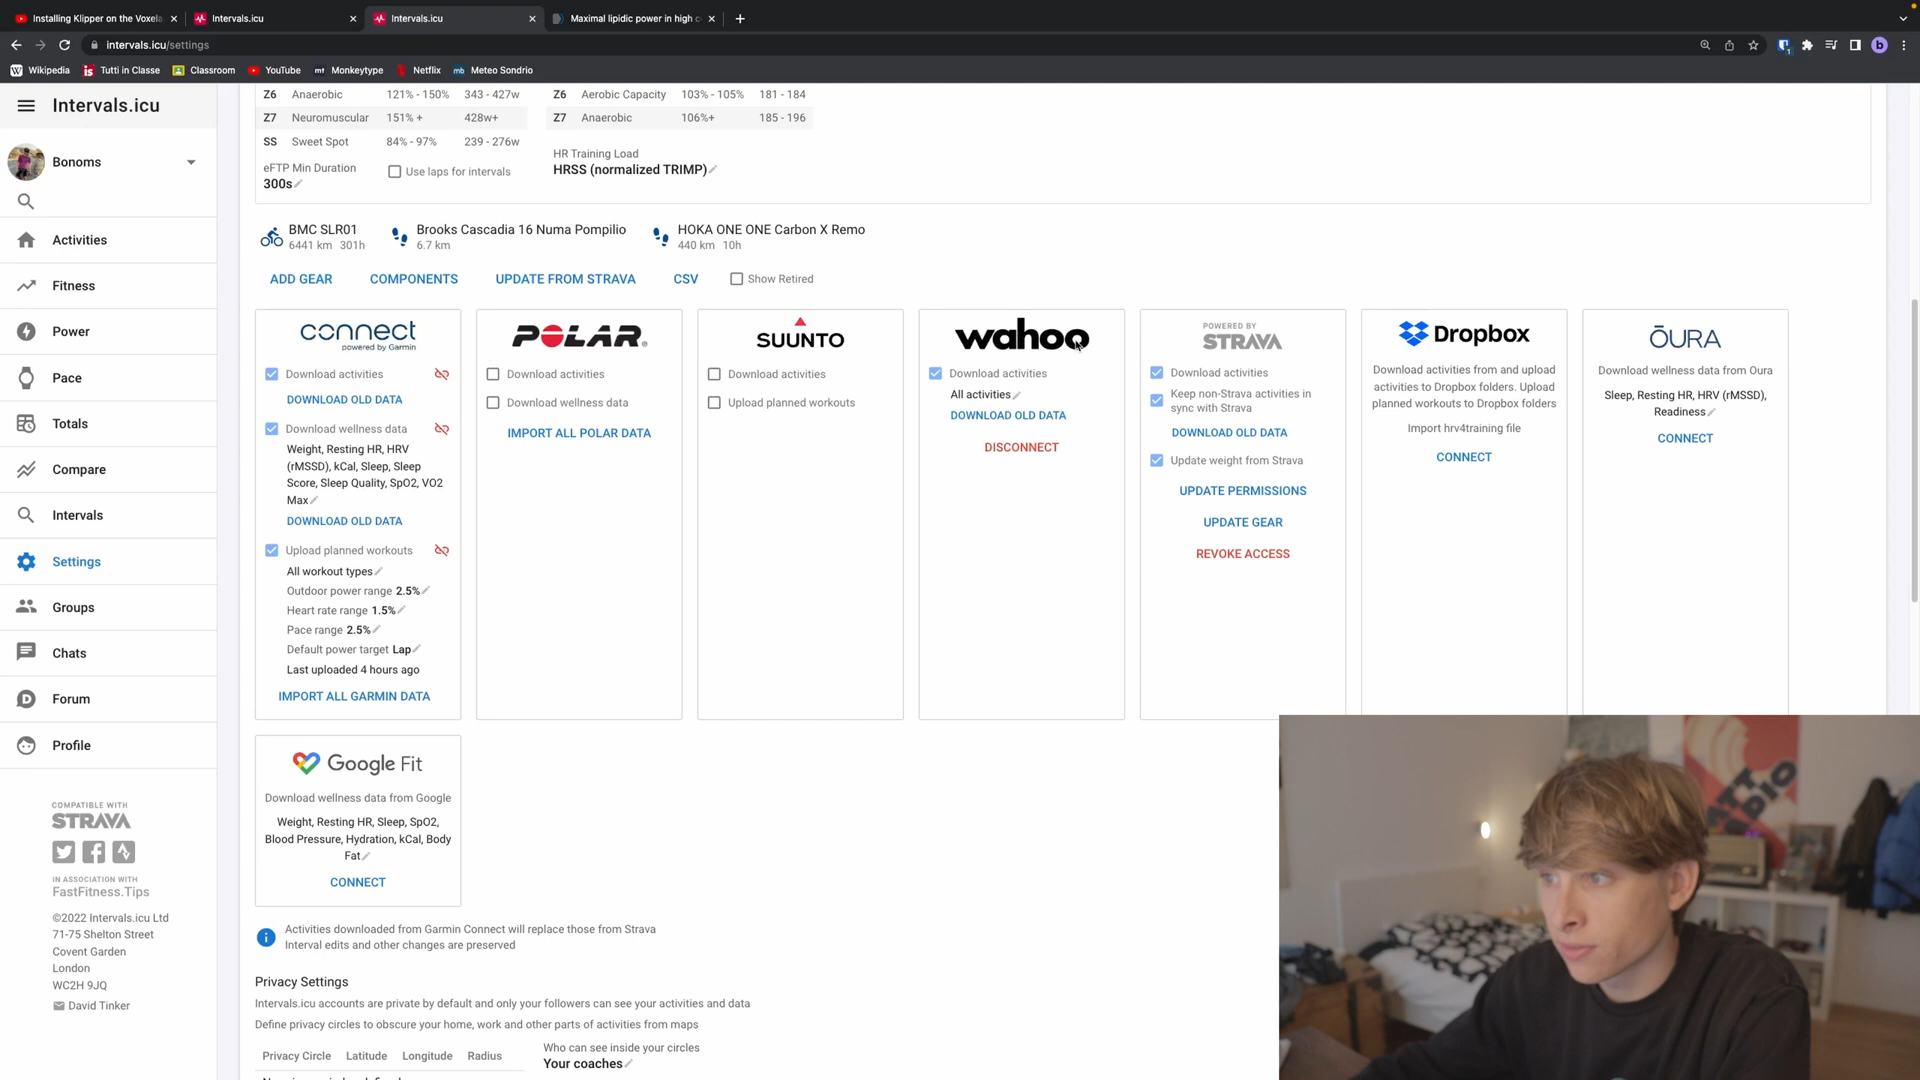 Installing Klipper on the Voxela
Intervals.icu
Intervals.icu
Maximal lipidic power in high c
intervals.icu/settings
Wikipedia
Tutti in Classe
Classroom
YouTube
Monkeytype
Netflix
Meteo Sondrio
Intervals.icu
Bonoms
Activities
Fitness
Power
Pace
Totals
Compare
Intervals
Settings
Groups
Chats
Forum
Profile
COMPATIBLE WITH
STRAVA
IN ASSOCIATION WITH
FastFitness.Tips
©2022 Intervals.icu Ltd
71-75 Shelton Street
Covent Garden
London
WC2H 9JQ
David Tinker
Z6 Anaerobic 121% - 150% 343 - 427w
Z7 Neuromuscular 151% + 428w+
SS Sweet Spot 84% - 97% 239 - 276w
eFTP Min Duration
300s
Use laps for intervals
Z6 Aerobic Capacity 103% - 105% 181 - 184
Z7 Anaerobic 106%+ 185 - 196
HR Training Load
HRSS (normalized TRIMP)
BMC SLR01
6441 km 301h
Brooks Cascadia 16 Numa Pompilio
6.7 km
HOKA ONE ONE Carbon X Remo
440 km 10h
ADD GEAR
COMPONENTS
UPDATE FROM STRAVA
CSV
Show Retired
connect
powered by Garmin
Download activities
DOWNLOAD OLD DATA
Download wellness data
Weight, Resting HR, HRV
(rMSSD), kCal, Sleep, Sleep
Score, Sleep Quality, SpO2, VO2
Max
DOWNLOAD OLD DATA
Upload planned workouts
All workout types
Outdoor power range 2.5%
Heart rate range 1.5%
Pace range 2.5%
Default power target Lap
Last uploaded 4 hours ago
IMPORT ALL GARMIN DATA
POLAR
Download activities
Download wellness data
IMPORT ALL POLAR DATA
SUUNTO
Download activities
Upload planned workouts
wahoo
Download activities
All activities
DOWNLOAD OLD DATA
DISCONNECT
POWERED BY
STRAVA
Download activities
Keep non-Strava activities in
sync with Strava
DOWNLOAD OLD DATA
Update weight from Strava
UPDATE PERMISSIONS
UPDATE GEAR
REVOKE ACCESS
Dropbox
Download activities from and upload
activities to Dropbox folders. Upload
planned workouts to Dropbox folders
Import hrv4training file
CONNECT
ŌURA
Download wellness data from Oura
Sleep, Resting HR, HRV (rMSSD),
Readiness
CONNECT
Google Fit
Download wellness data from Google
Weight, Resting HR, Sleep, SpO2,
Blood Pressure, Hydration, kCal, Body
Fat
CONNECT
Activities downloaded from Garmin Connect will replace those from Strava
Interval edits and other changes are preserved
Privacy Settings
Intervals.icu accounts are private by default and only your followers can see your activities and data
Define privacy circles to obscure your home, work and other parts of activities from maps
Privacy Circle Latitude Longitude Radius
Who can see inside your circles
Your coaches